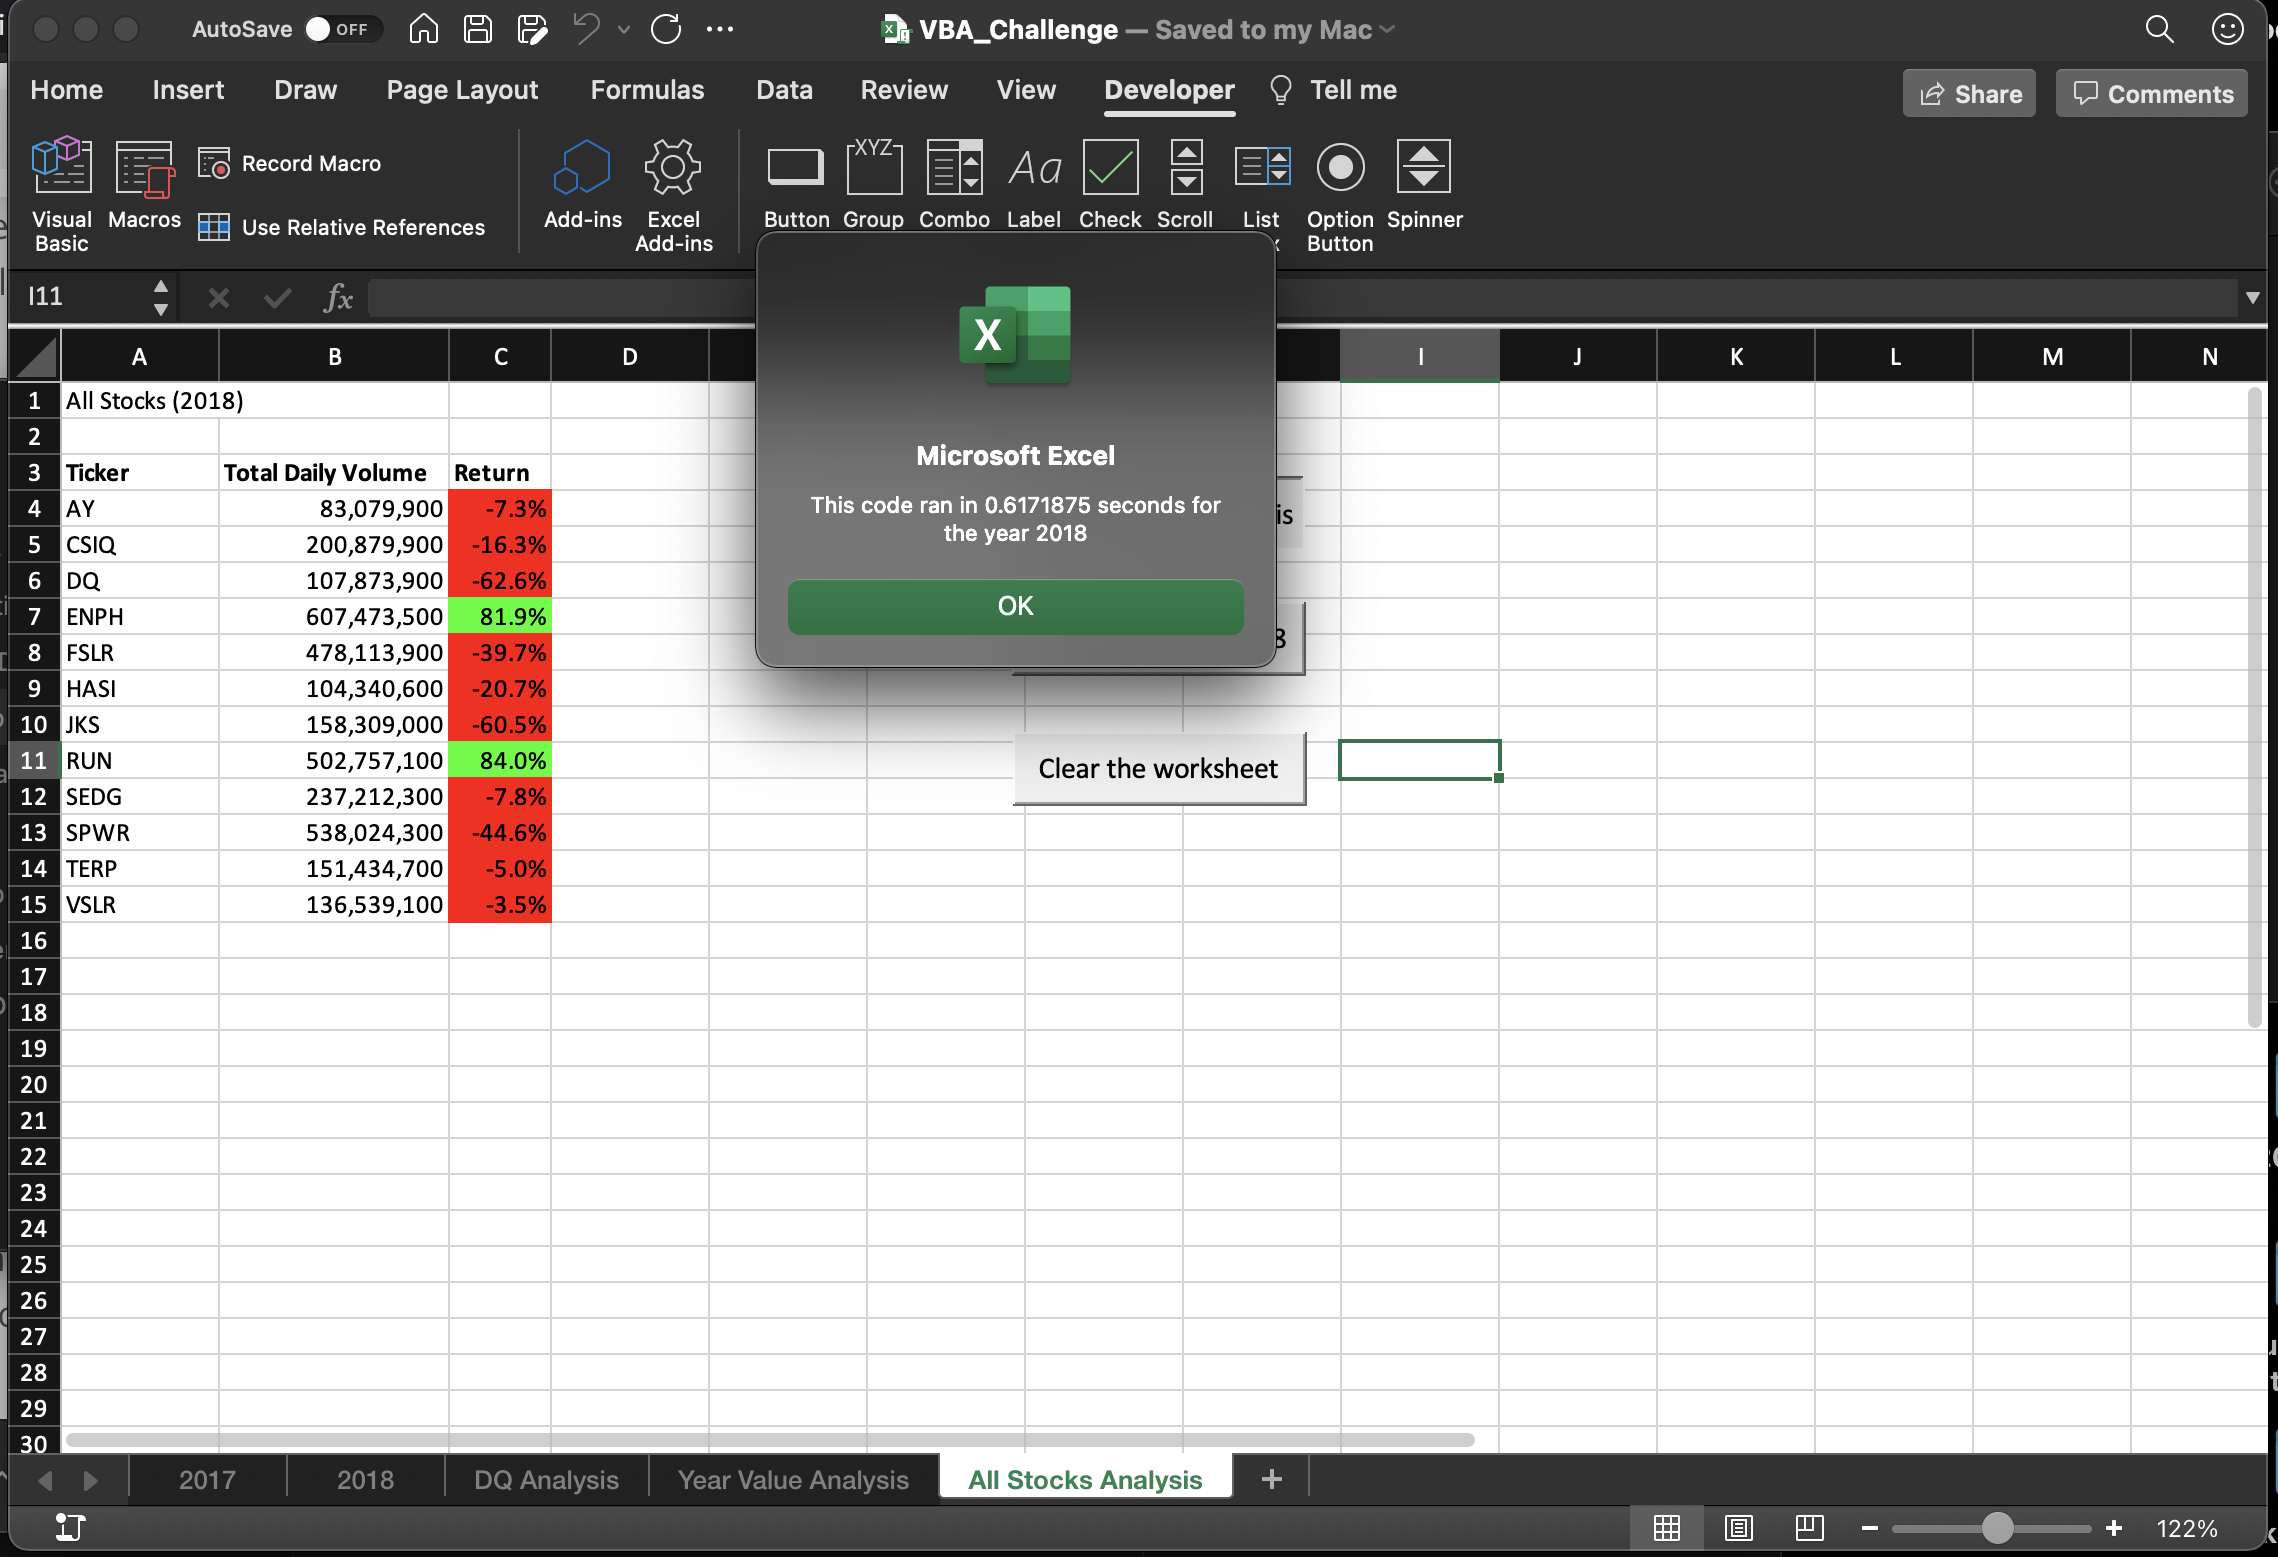 AutoSave OFF VBA_Challenge — Saved to my Mac
Home Insert Draw Page Layout Formulas Data Review View Developer Tell me Share Comments
Visual Basic Macros Record Macro Use Relative References Add-ins Excel Add-ins Button Group Combo Label Check Scroll List Option Button Spinner
XYZ Aa
I11 fx
A B C D I J K L M N
1 All Stocks (2018)
2
3 Ticker Total Daily Volume Return
4 AY 83,079,900 -7.3%
5 CSIQ 200,879,900 -16.3%
6 DQ 107,873,900 -62.6%
7 ENPH 607,473,500 81.9%
8 FSLR 478,113,900 -39.7%
9 HASI 104,340,600 -20.7%
10 JKS 158,309,000 -60.5%
11 RUN 502,757,100 84.0%
12 SEDG 237,212,300 -7.8%
13 SPWR 538,024,300 -44.6%
14 TERP 151,434,700 -5.0%
15 VSLR 136,539,100 -3.5%
16
17
18
19
20
21
22
23
24
25
26
27
28
29
30
X
Microsoft Excel
This code ran in 0.6171875 seconds for
the year 2018
OK
is
8
Clear the worksheet
2017 2018 DQ Analysis Year Value Analysis All Stocks Analysis +
122%